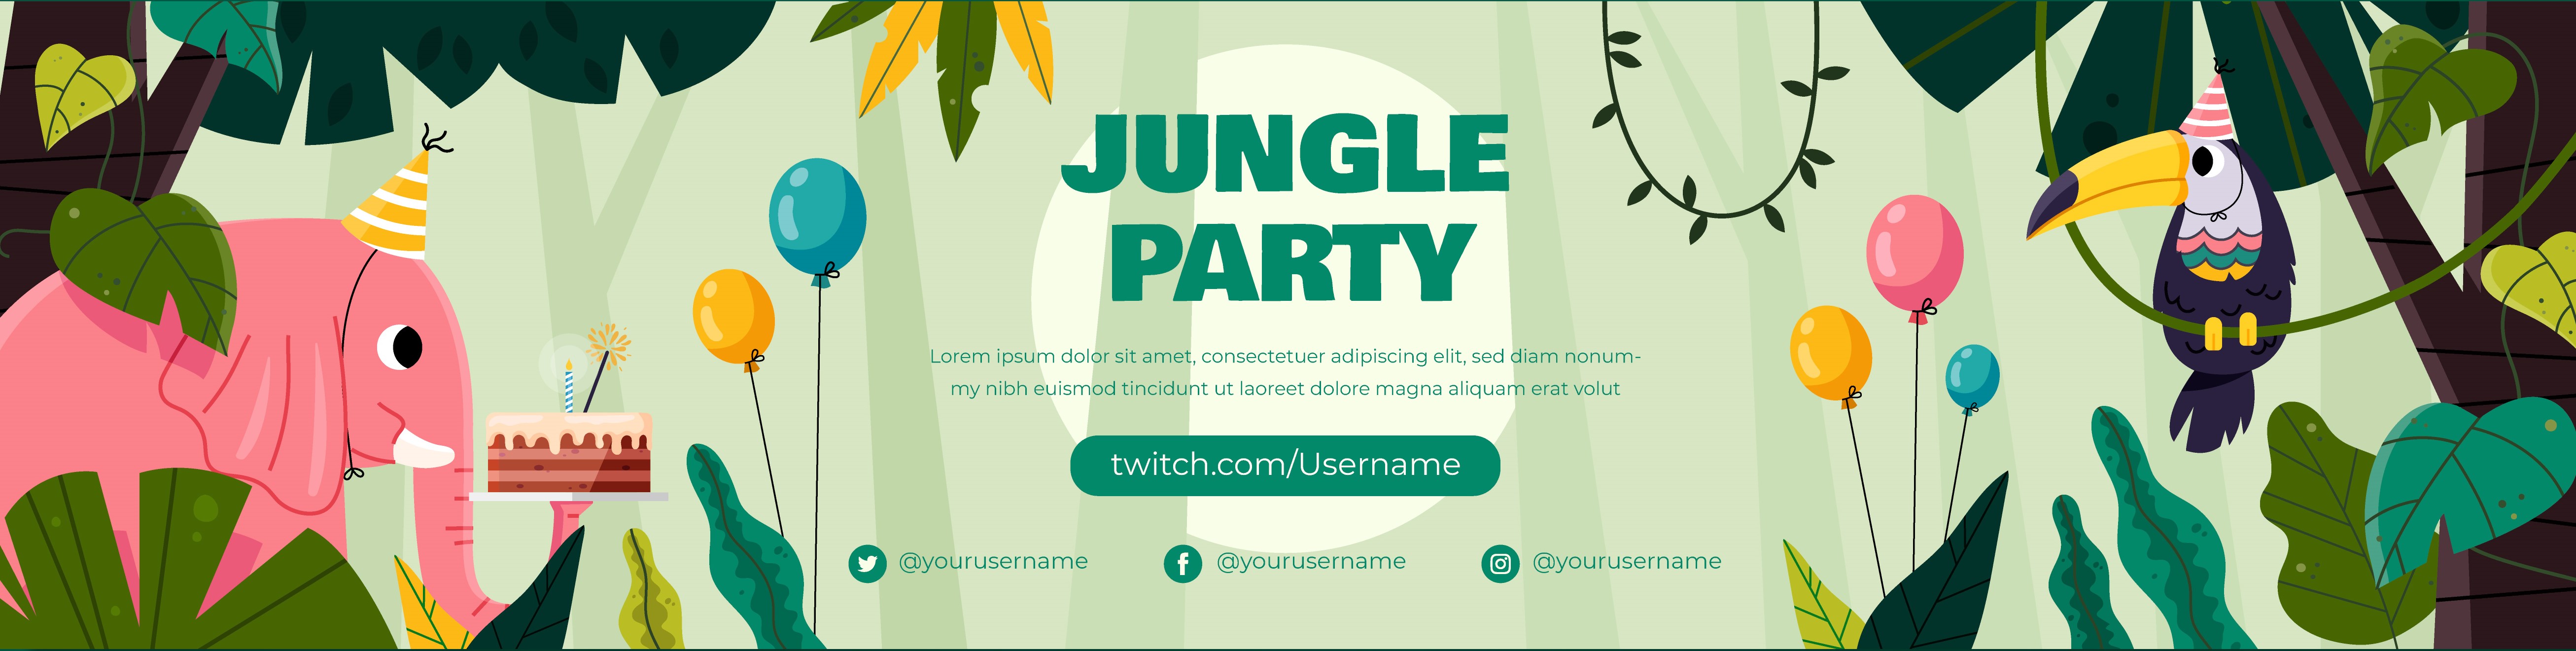 JUNGLE
PARTY
Lorem ipsum dolor sit amet, consectetuer adipiscing elit, sed diam nonum-
my nibh euismod tincidunt ut laoreet dolore magna aliquam erat volut
twitch.com/Username
@yourusername @yourusername @yourusername